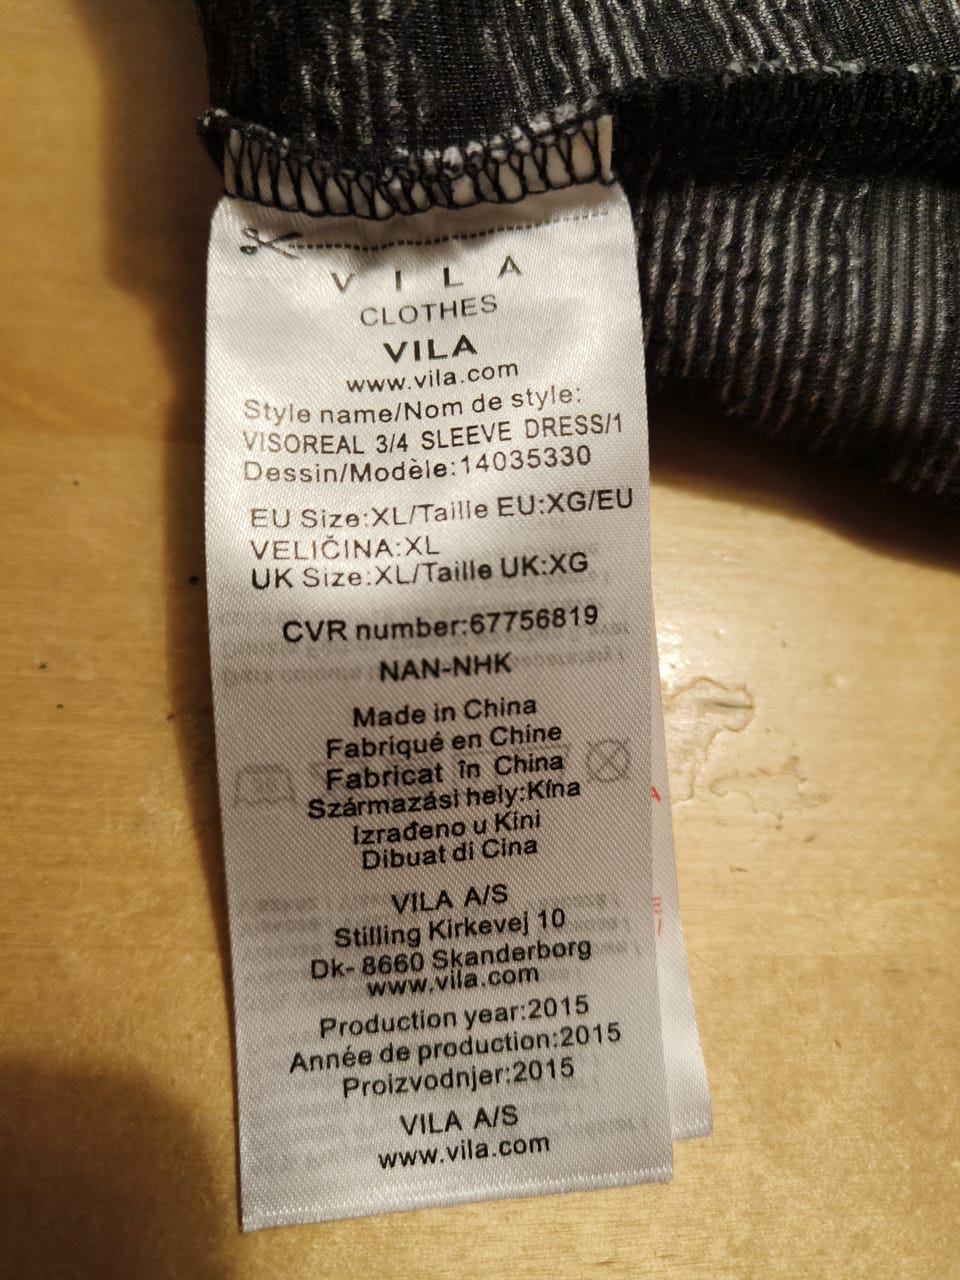 V I L A
CLOTHES
VILA
www.vila.com
Style name/Nom de style:
VISOREAL 3/4 SLEEVE DRESS/1
Dessin/Modèle:14035330
EU Size:XL/Taille EU:XG/EU
VELIČINA:XL
UK Size:XL/Taille UK:XG
CVR number:67756819
NAN-NHK
Made in China
Fabriqué en Chine
Fabricat în China
Származási hely:Kína
Izrađeno u Kini
Dibuat di Cina
VILA A/S
Stilling Kirkevej 10
Dk- 8660 Skanderborg
www.vila.com
Production year:2015
Année de production:2015
Proizvodnjer:2015
VILA A/S
www.vila.com